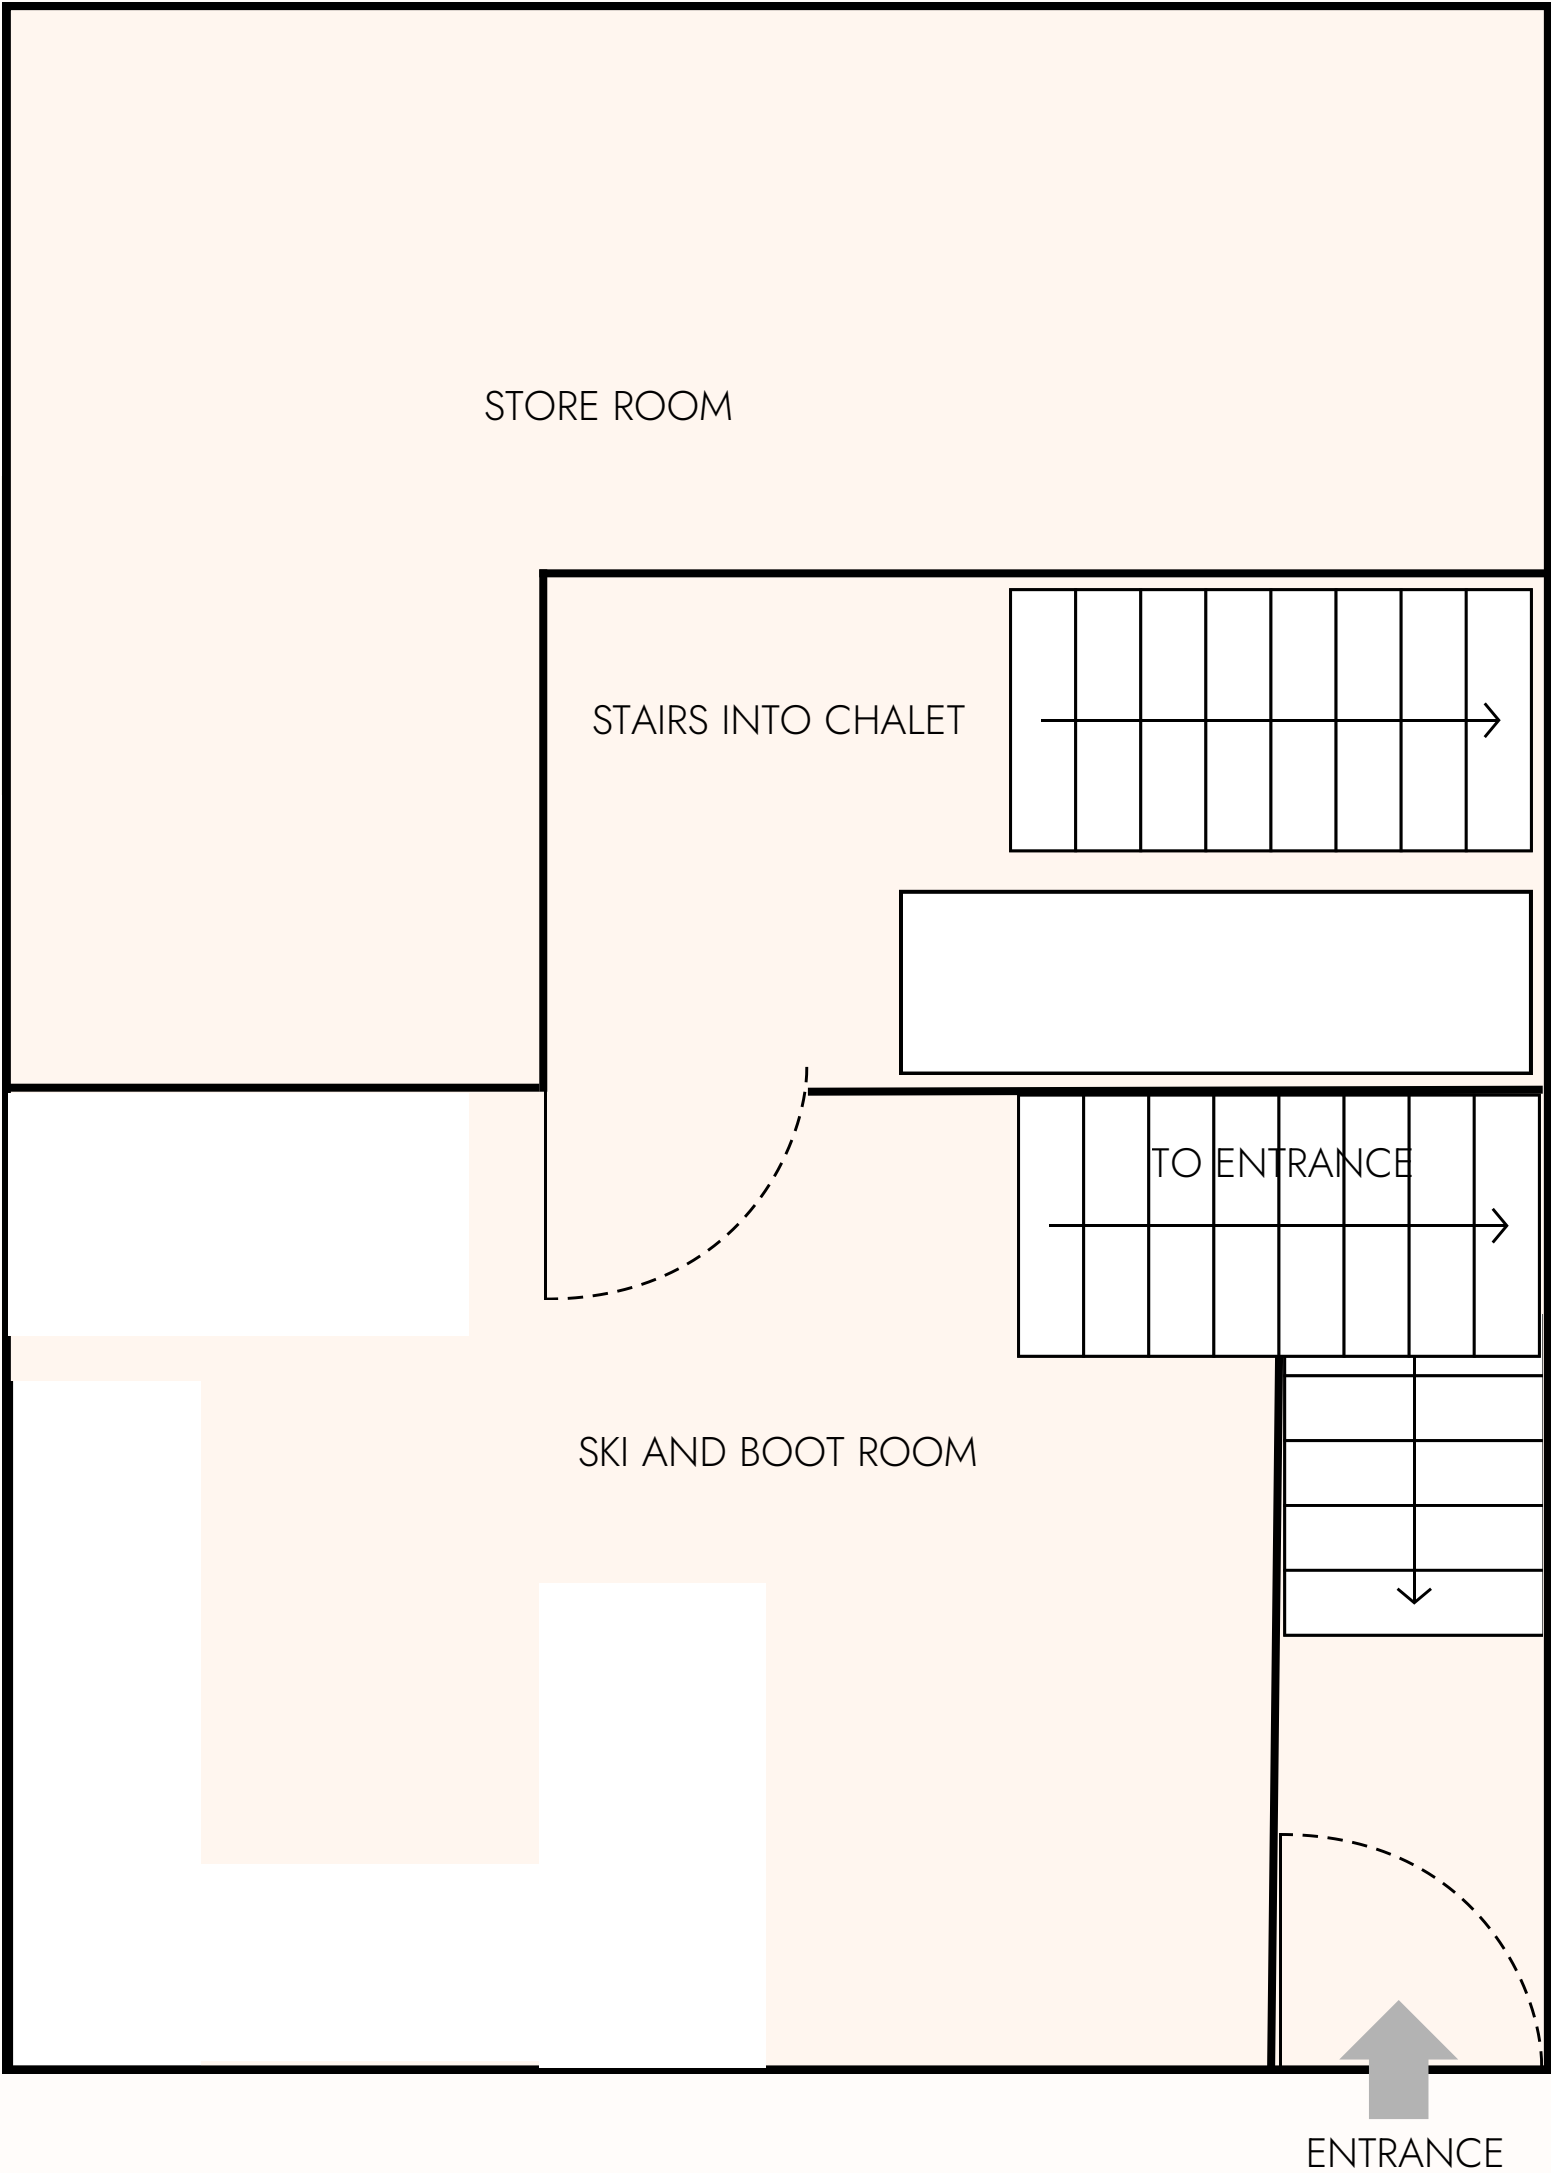 STORE ROOM
STAIRS INTO CHALET
TO ENTRANCE
SKI AND BOOT ROOM
ENTRANCE